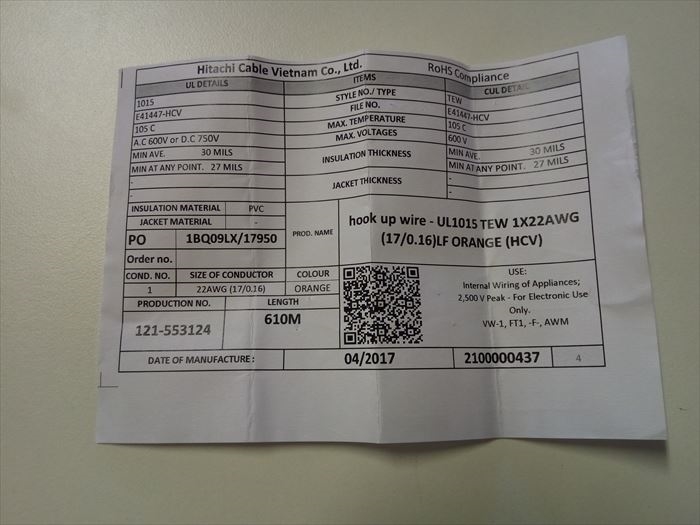 Hitachi Cable Vietnam Co., Ltd. RoHS Compliance
UL DETAILS ITEMS CUL DETAIL
1015 STYLE NO./ TYPE TEW
E41447-HCV FILE NO. E41447-HCV
105 C MAX. TEMPERATURE 105 C
A.C 600V or D.C 750V MAX. VOLTAGES 600 V
MIN AVE. 30 MILS INSULATION THICKNESS MIN AVE. 30 MILS
MIN AT ANY POINT. 27 MILS MIN AT ANY POINT. 27 MILS
- JACKET THICKNESS -
- -
INSULATION MATERIAL PVC
JACKET MATERIAL -
PO 1BQ09LX/17950
PROD. NAME
hook up wire - UL1015 TEW 1X22AWG
(17/0.16)LF ORANGE (HCV)
Order no.
COND. NO. SIZE OF CONDUCTOR COLOUR
1 22AWG (17/0.16) ORANGE
PRODUCTION NO. LENGTH
121-553124 610M
USE:
Internal Wiring of Appliances;
2,500 V Peak - For Electronic Use
Only.
VW-1, FT1, -F-, AWM
DATE OF MANUFACTURE : 04/2017 2100000437 4